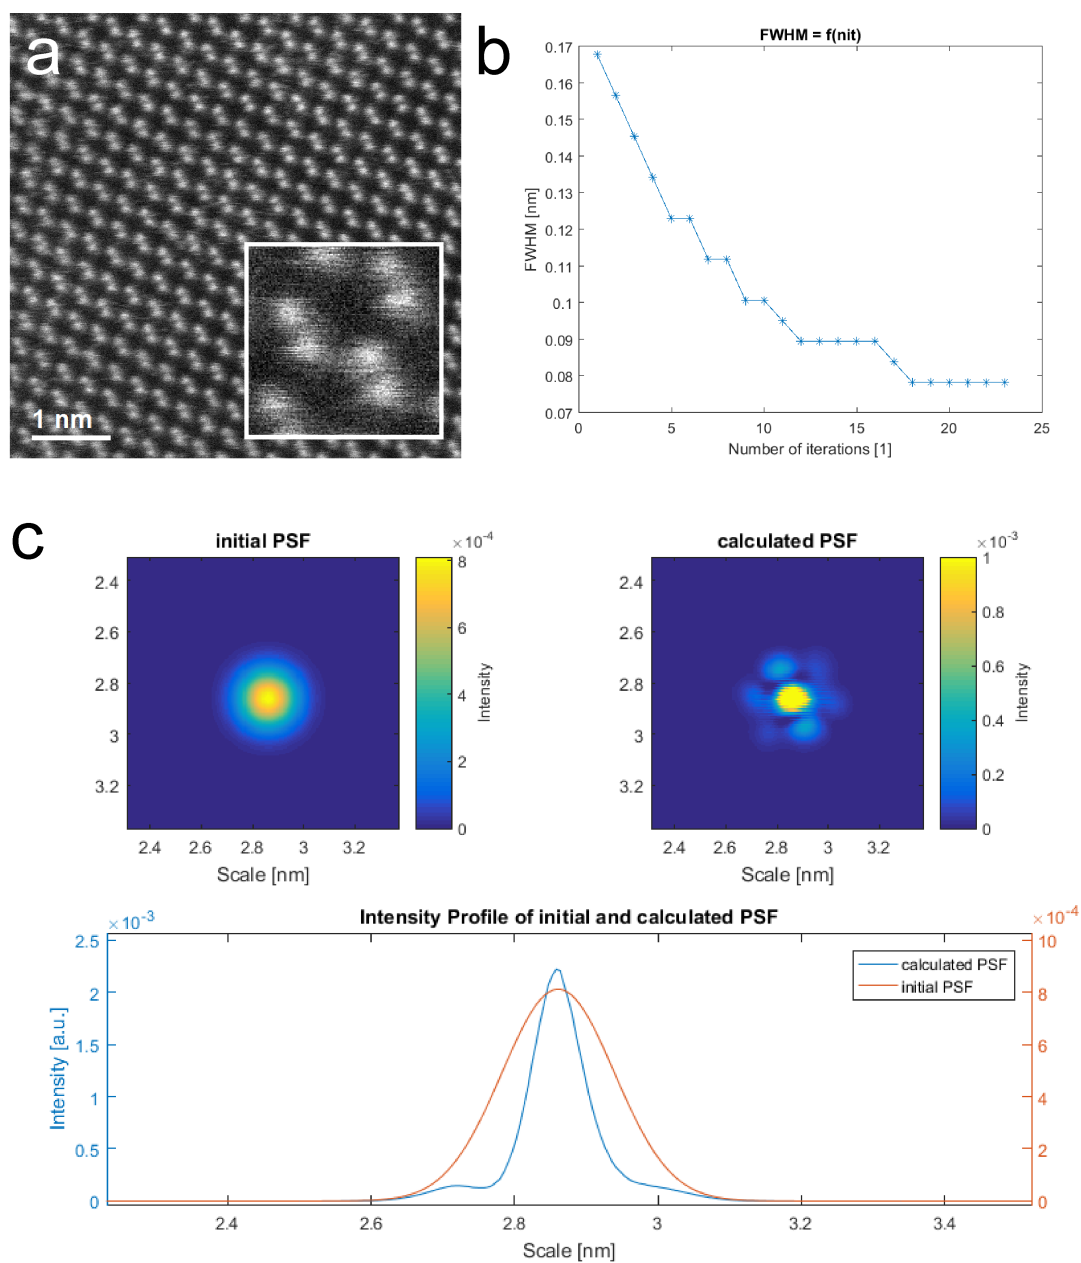 a
1 nm
b
FWHM = f(nit)
0.17
0.16
0.15
0.14
0.13
0.12
0.11
0.1
0.09
0.08
0.07
FWHM [nm]
0 5 10 15 20 25
Number of iterations [1]
c
initial PSF
×10-4
2.4
2.6
2.8
3
3.2
8
6
4
2
0
Intensity
2.4 2.6 2.8 3 3.2
Scale [nm]
calculated PSF
×10-3
2.4
2.6
2.8
3
3.2
1
0.8
0.6
0.4
0.2
0
Intensity
2.4 2.6 2.8 3 3.2
Scale [nm]
Intensity Profile of initial and calculated PSF
×10-3
×10-4
2.5
2
1.5
1
0.5
0
Intensity [a.u.]
calculated PSF
initial PSF
10
8
6
4
2
0
2.4 2.6 2.8 3 3.2 3.4
Scale [nm]